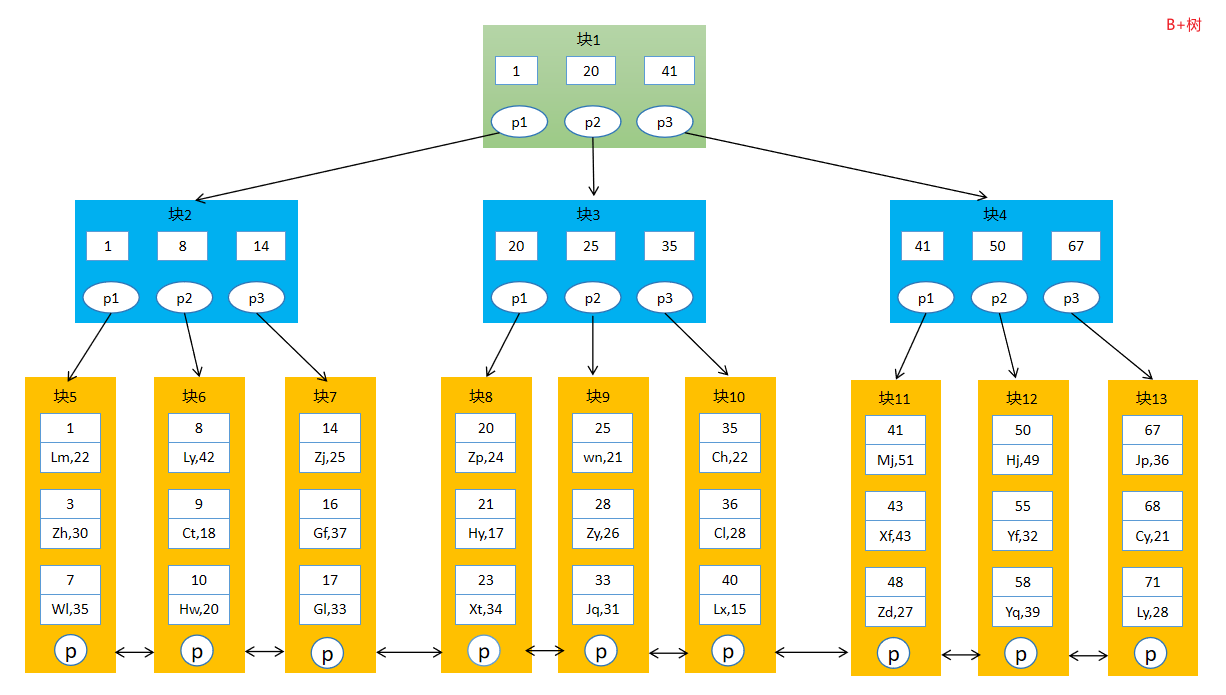 B+树
块1
1 20 41
p1 p2 p3
块2 块3 块4
1 8 14 20 25 35 41 50 67
p1 p2 p3 p1 p2 p3 p1 p2 p3
块5 块6 块7 块8 块9 块10 块11 块12 块13
1 8 14 20 25 35 41 50 67
Lm,22 Ly,42 Zj,25 Zp,24 wn,21 Ch,22 Mj,51 Hj,49 Jp,36
3 9 16 21 28 36 43 55 68
Zh,30 Ct,18 Gf,37 Hy,17 Zy,26 Cl,28 Xf,43 Yf,32 Cy,21
7 10 17 23 33 40 48 58 71
Wl,35 Hw,20 Gl,33 Xt,34 Jq,31 Lx,15 Zd,27 Yq,39 Ly,28
p p p p p p p p p